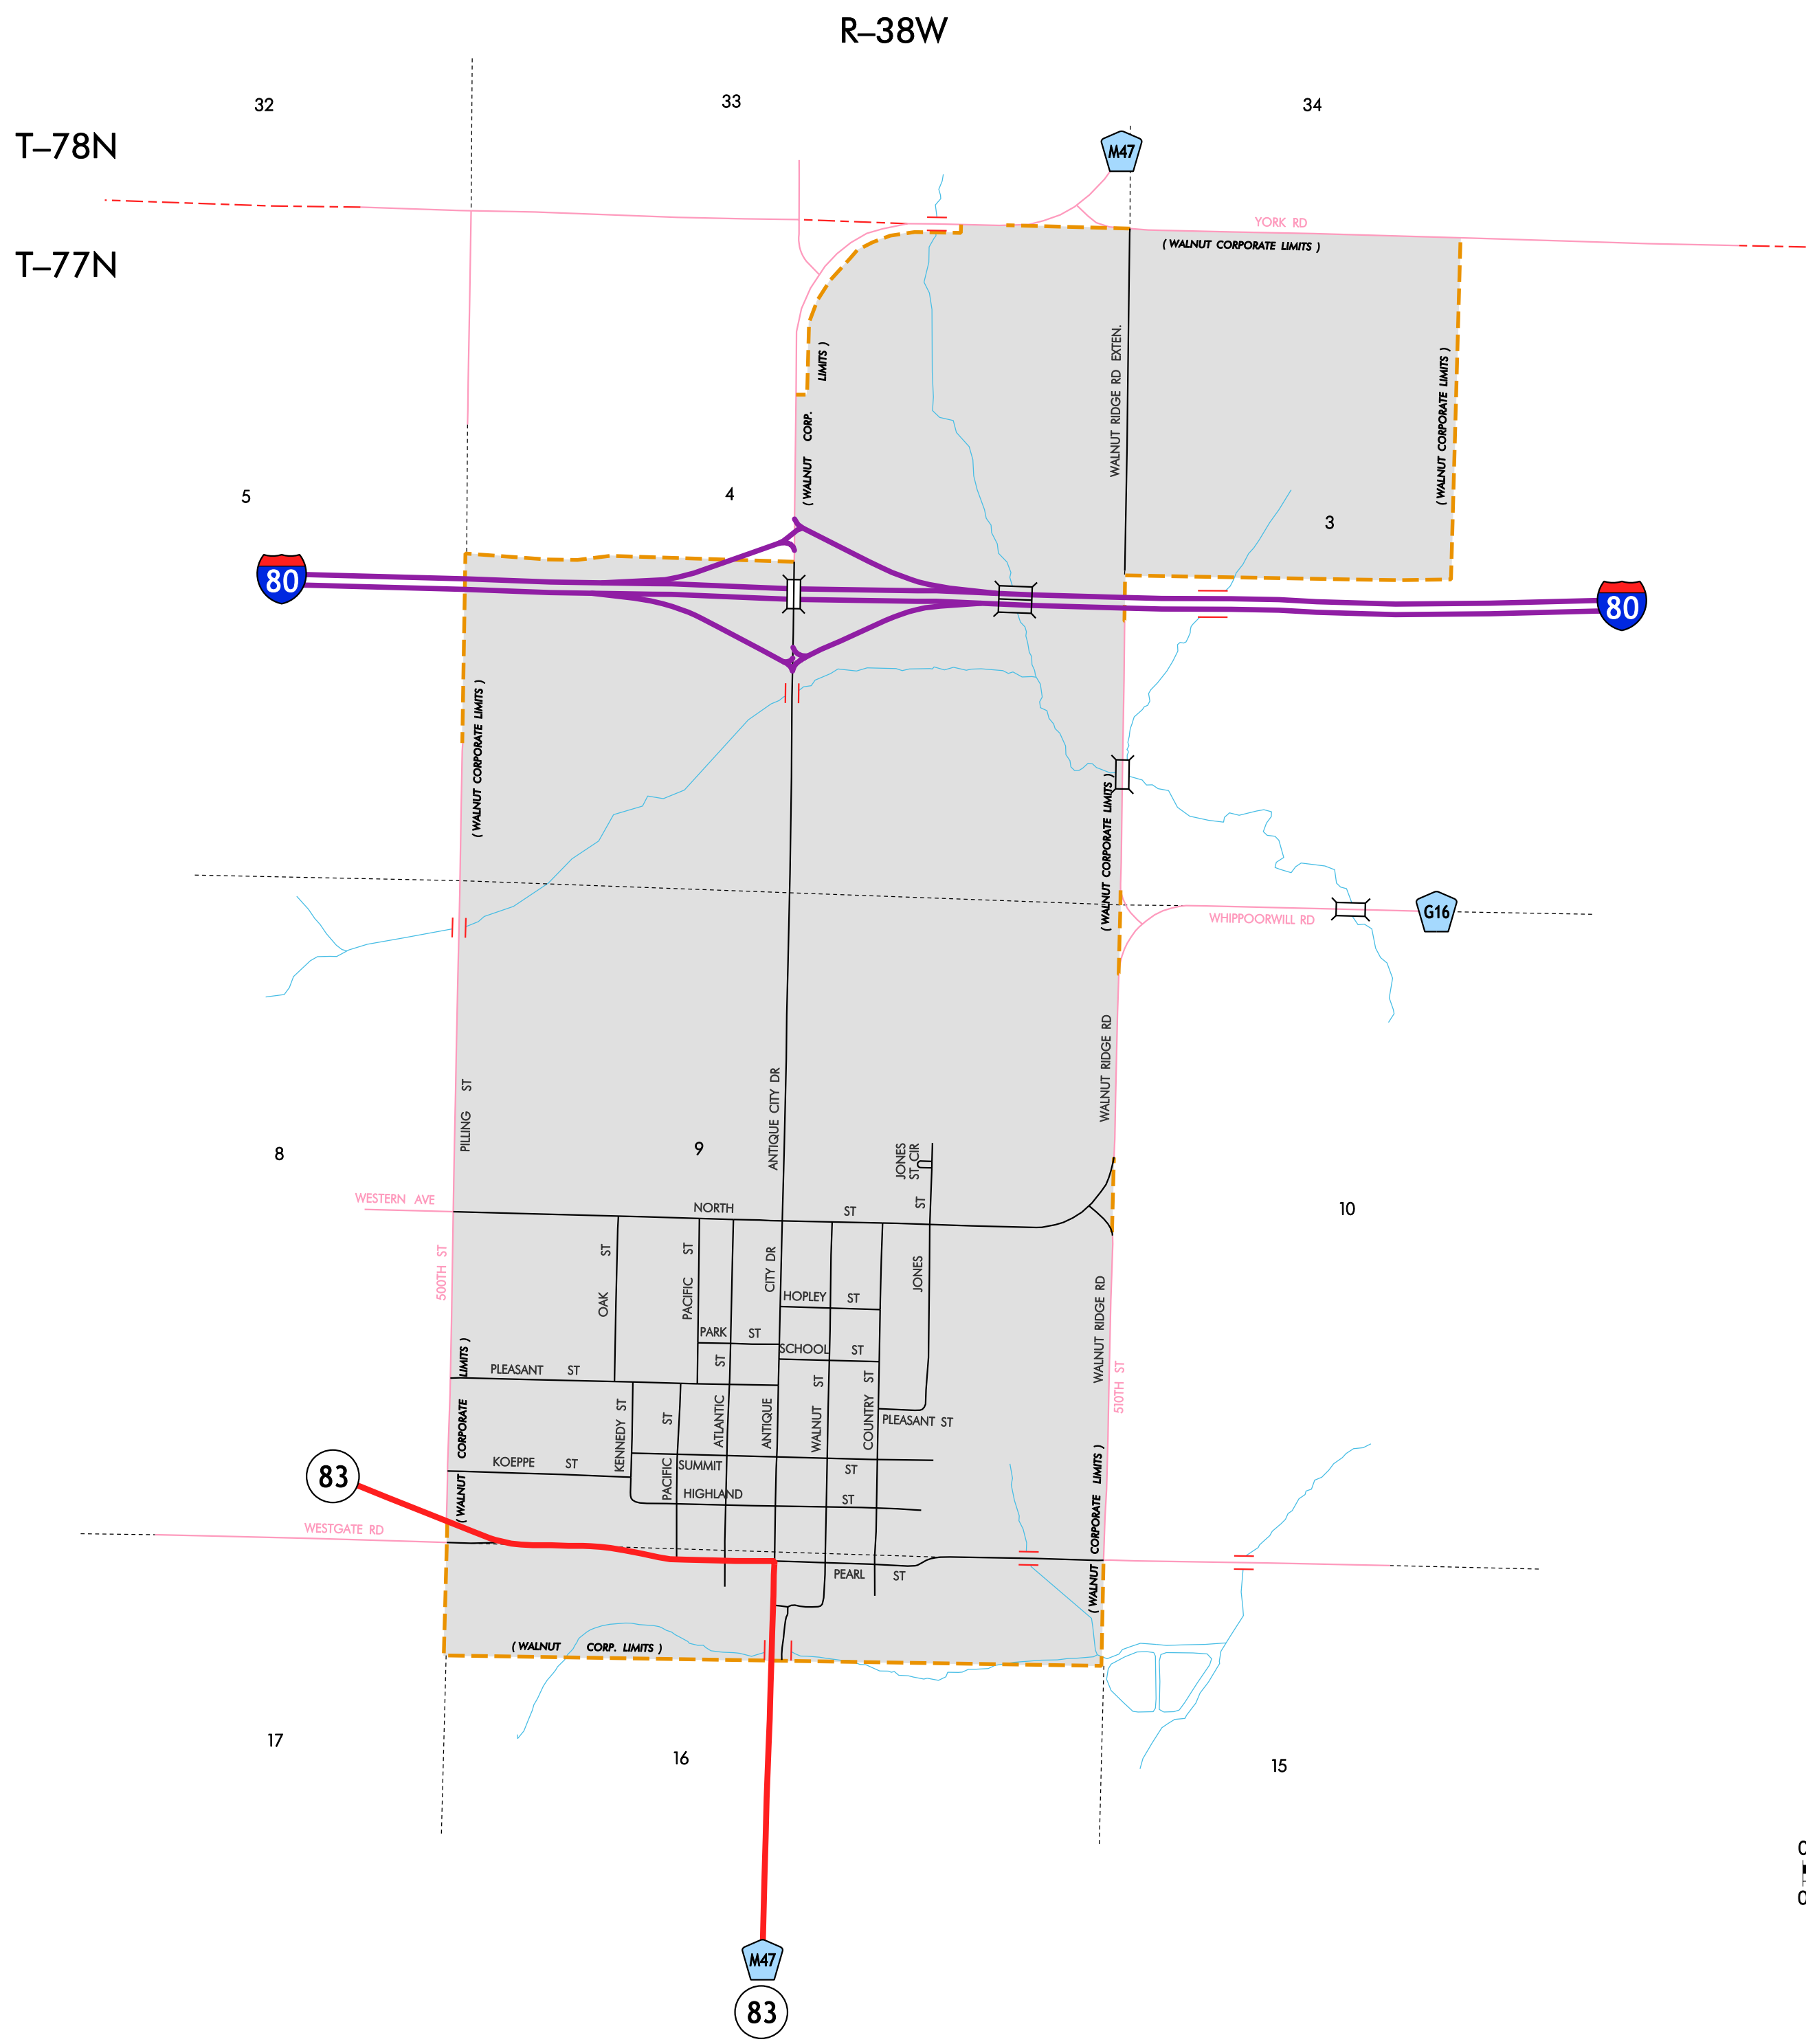 R–38W
32
33
34
T–78N
M47
YORK RD
( WALNUT CORPORATE LIMITS )
T–77N
WALNUT RIDGE RD EXTEN.
( WALNUT CORP. LIMITS )
( WALNUT CORPORATE LIMITS )
5
4
3
80
80
( WALNUT CORPORATE LIMITS )
( WALNUT CORPORATE LIMITS )
G16
WHIPPOORWILL RD
WALNUT RIDGE RD
PILLING ST
ANTIQUE CITY DR
8
9
JONES
ST CIR
10
WESTERN AVE
NORTH ST
JONES ST
500TH ST
OAK ST
PACIFIC ST
ANTIQUE CITY DR
HOPLEY ST
WALNUT RIDGE RD
PARK ST
SCHOOL ST
PLEASANT ST
ATLANTIC ST
WALNUT ST
COUNTRY ST
510TH ST
PLEASANT ST
KENNEDY ST
PACIFIC ST
( WALNUT CORPORATE LIMITS )
KOEPPE ST
SUMMIT ST
HIGHLAND ST
83
WESTGATE RD
( WALNUT CORPORATE LIMITS )
PEARL ST
( WALNUT CORP. LIMITS )
17
16
15
0
0
M47
83